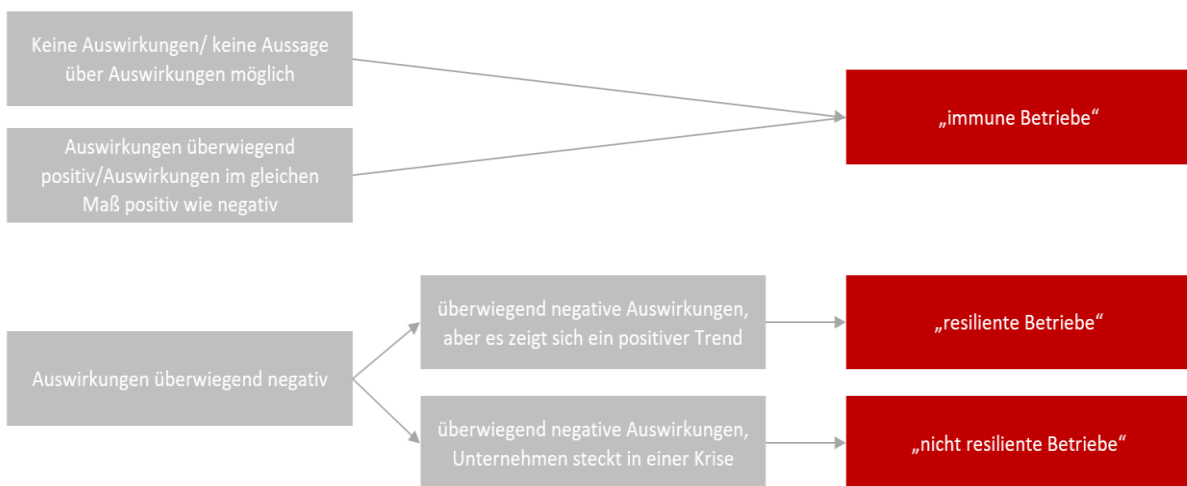 Keine Auswirkungen/ keine Aussage
über Auswirkungen möglich
„immune Betriebe“
Auswirkungen überwiegend
positiv/Auswirkungen im gleichen
Maß positiv wie negativ
überwiegend negative Auswirkungen,
aber es zeigt sich ein positiver Trend
„resiliente Betriebe“
Auswirkungen überwiegend negativ
überwiegend negative Auswirkungen,
Unternehmen steckt in einer Krise
„nicht resiliente Betriebe“